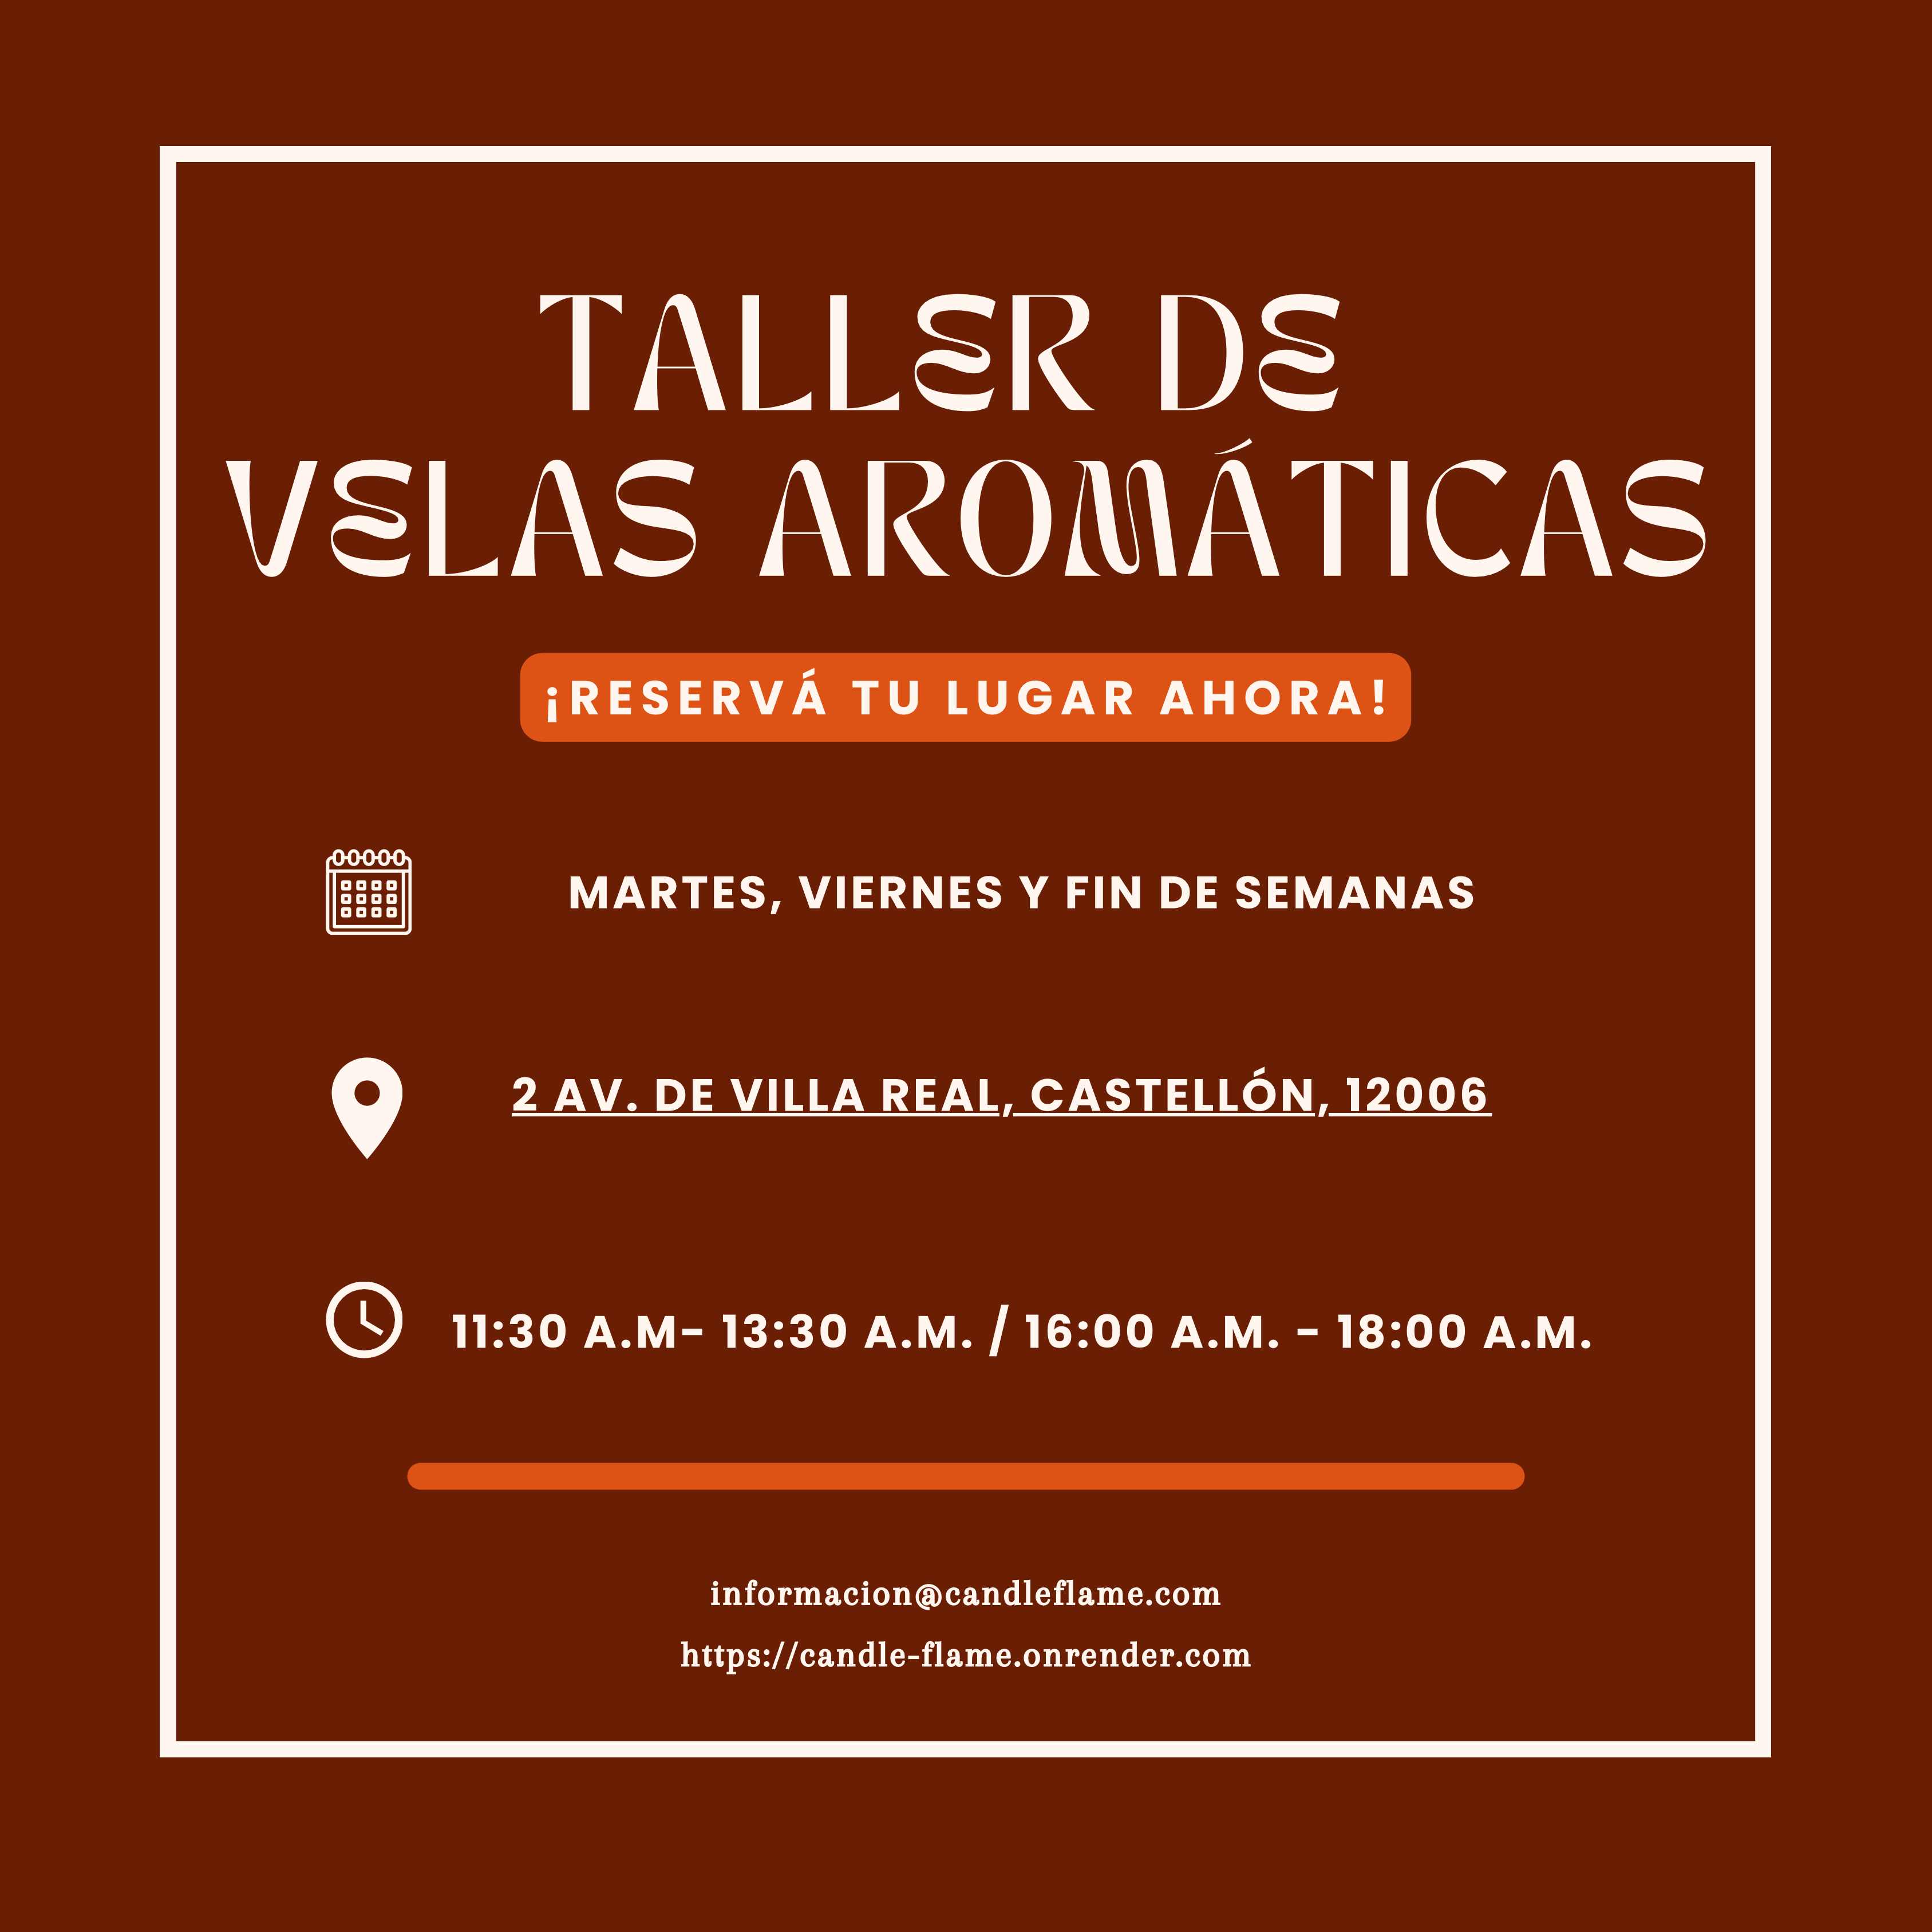 TALLER DE
VELAS AROMÁTICAS
¡RESERVÁ TU LUGAR AHORA!
MARTES, VIERNES Y FIN DE SEMANAS
2 AV. DE VILLA REAL, CASTELLÓN, 12006
11:30 A.M- 13:30 A.M. / 16:00 A.M. - 18:00 A.M.
informacion@candleflame.com
https://candle-flame.onrender.com